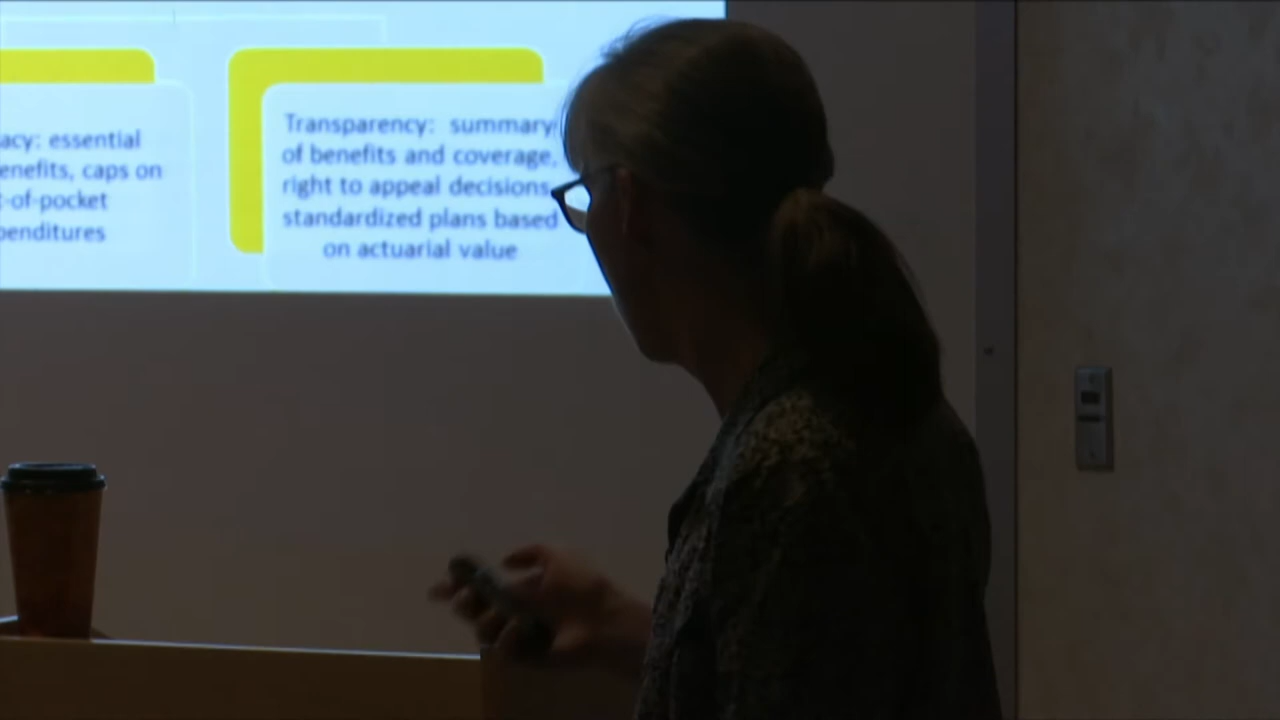 acy: essential
enefits, caps on
t-of-pocket
penditures
Transparency: summary
of benefits and coverage,
right to appeal decisions,
standardized plans based
on actuarial value